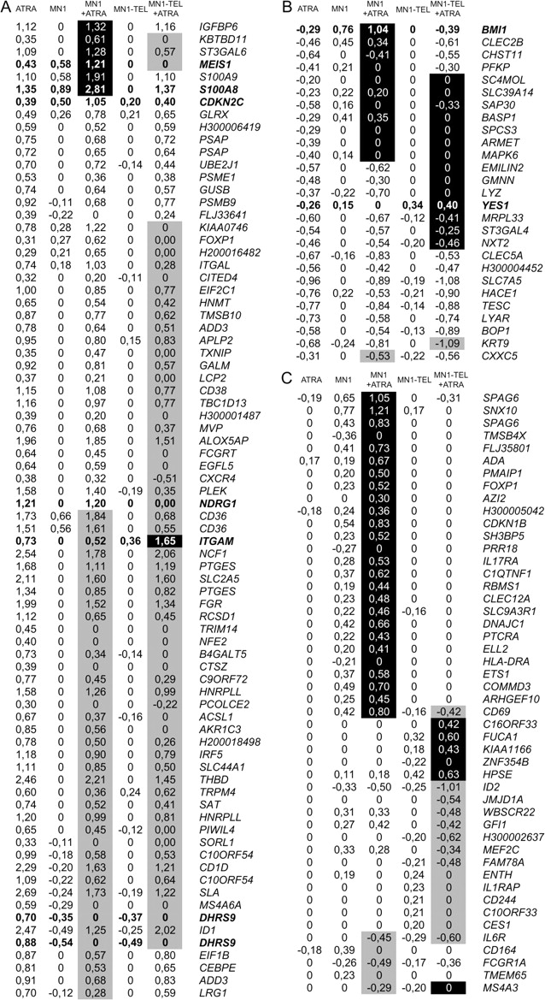 A
ATRA MN1 MN1 +ATRA MN1-TEL MN1-TEL +ATRA
1,12 0 1,32 0 1,16 IGFBP6
0,35 0 0,61 0 0 KBTBD11
1,09 0 1,28 0 0,57 ST3GAL6
0,43 0,58 1,21 0 0 MEIS1
1,10 0,58 1,91 0 1,10 S100A9
1,35 0,89 2,81 0 1,37 S100A8
0,39 0,50 1,05 0,20 0,40 CDKN2C
0,49 0,26 0,78 0,21 0,65 GLRX
0,59 0 0,52 0 0,59 H300006419
0,75 0 0,68 0 0,72 PSAP
0,72 0 0,65 0 0,64 PSAP
0,70 0 0,72 -0,14 0,44 UBE2J1
0,53 0 0,36 0 0,38 PSME1
0,74 0 0,64 0 0,57 GUSB
0,92 -0,11 0,68 0 0,77 PSMB9
0,39 -0,22 0 0 0,24 FLJ33641
0,78 0,28 1,22 0 0 KIAA0746
0,31 0,27 0,62 0 0,00 FOXP1
0,29 0,21 0,65 0 0,00 H200016482
0,74 0,18 1,03 0 0,28 ITGAL
0,32 0 0,20 -0,11 0 CITED4
1,00 0 0,85 0 0,77 EIF2C1
0,65 0 0,54 0 0,42 HNMT
0,87 0 0,77 0 0,62 TMSB10
0,78 0 0,64 0 0,51 ADD3
0,95 0 0,80 0,15 0,83 APLP2
0,35 0 0,47 0 0,00 TXNIP
0,92 0 0,81 0 0,57 GALM
0,37 0 0,21 0 0,00 LCP2
1,15 0 1,08 0 0,77 CD38
1,16 0 0,97 0 0,77 TBC1D13
0,39 0 0,20 0 0 H300001487
0,76 0 0,68 0 0,37 MVP
1,96 0 1,85 0 1,51 ALOX5AP
0,64 0 0,45 0 0 FCGRT
0,64 0 0,59 0 0 EGFL5
0,38 0 0,32 0 -0,51 CXCR4
1,58 0 1,40 -0,19 0,35 PLEK
1,21 0 1,20 0 0,00 NDRG1
1,73 0,66 1,84 0 0,68 CD36
1,51 0,56 1,61 0 0,55 CD36
0,73 0 0,52 0,36 1,65 ITGAM
2,54 0 1,78 0 2,06 NCF1
1,68 0 1,11 0 1,19 PTGES
2,11 0 1,60 0 1,60 SLC2A5
1,34 0 0,85 0 0,82 PTGES
1,99 0 1,52 0 1,34 FGR
1,12 0 0,65 0 0,45 RCSD1
0,45 0 0 0 0 TRIM14
0,40 0 0 0 0 NFE2
0,73 0 0,34 -0,14 0 B4GALT5
0,39 0 0 0 0 CTSZ
0,77 0 0,45 0 0,29 C9ORF72
1,58 0 1,26 0 0,99 HNRPLL
0,30 0 0 0 -0,22 PCOLCE2
0,67 0 0,37 -0,16 0 ACSL1
0,85 0 0,56 0 0 AKR1C3
0,78 0 0,50 0 0,26 H200018498
1,18 0 0,90 0 0,79 IRF5
1,11 0 0,85 0 0,50 SLC44A1
2,46 0 2,21 0 1,45 THBD
0,60 0 0,36 0,24 0,62 TRPM4
0,74 0 0,52 0 0,41 SAT
1,20 0 0,99 0 0,81 HNRPLL
0,65 0 0,45 -0,12 0,00 PIWIL4
0,33 -0,11 0 0 0,00 SORL1
0,99 -0,18 0,58 0 0,53 C10ORF54
2,29 -0,20 1,63 0 1,21 CD1D
1,09 -0,22 0,62 0 0,64 C10ORF54
2,69 -0,24 1,73 -0,19 1,22 SLA
0,59 -0,29 0 0 0 MS4A6A
0,70 -0,35 0 -0,37 0 DHRS9
2,47 -0,49 1,25 -0,25 2,02 ID1
0,88 -0,54 0 -0,49 0 DHRS9
0,87 0 0,57 0 0,80 EIF1B
0,81 0 0,53 0 0,65 CEBPE
0,91 0 0,68 0 0,83 ADD3
0,70 -0,12 0,28 0 0,59 LRG1
B
ATRA MN1 MN1 +ATRA MN1-TEL MN1-TEL +ATRA
-0,29 0,76 1,04 0 -0,39 BMI1
-0,46 0,45 0,34 0 -0,61 CLEC2B
-0,64 0 -0,41 0 -0,55 CHST11
-0,41 0,21 0 0 -0,30 PFKP
-0,56 0 0 0 0 SC4MOL
-0,23 0,22 0,20 0 0 SLC39A14
-0,58 0,16 0 0 -0,33 SAP30
-0,29 0,41 0,35 0 0 BASP1
-0,29 0 0 0 0 SPCS3
-0,39 0 0 0 0 ARMET
-0,40 0,14 0 0 0 MAPK6
-0,57 0 -0,62 0 0 EMILIN2
-0,48 0 -0,30 0 0 GMNN
-0,37 -0,22 -0,70 0 0 LYZ
-0,26 0,15 0 0,34 0,40 YES1
-0,60 0 -0,67 -0,12 -0,41 MRPL33
-0,54 0 -0,57 0 -0,25 ST3GAL4
-0,46 0 -0,54 -0,20 -0,46 NXT2
-0,67 -0,16 -0,83 0 -0,53 CLEC5A
-0,56 0 -0,42 0 -0,47 H300004452
-0,96 0 -0,89 -0,19 -1,08 SLC7A5
-0,76 0,22 -0,53 -0,21 -0,90 HACE1
-0,77 0 -0,84 -0,14 -0,88 TESC
-0,73 0 -0,58 0 -0,74 LYAR
-0,58 0 -0,54 -0,13 -0,89 BOP1
-0,68 -0,24 -0,81 0 -1,09 KRT9
-0,31 0 -0,53 -0,22 -0,56 CXXC5
C
ATRA MN1 MN1 +ATRA MN1-TEL MN1-TEL +ATRA
-0,19 0,65 1,05 0 -0,31 SPAG6
0 0,77 1,21 0,17 0 SNX10
0 0,43 0,83 0 0 SPAG6
0 -0,36 0 0 0 TMSB4X
0 0,41 0,73 0 0 FLJ35801
0,17 0,19 0,67 0 0 ADA
0 0,20 0,50 0 0 PMAIP1
0 0,23 0,52 0 0 FOXP1
0 0 0,30 0 0 AZI2
-0,18 0,24 0,36 0 0 H300005042
0 0,54 0,83 0 0 CDKN1B
0 0,23 0,52 0 0 SH3BP5
0 -0,27 0 0 0 PRR18
0 0,28 0,53 0 0 IL17RA
0 0,37 0,62 0 0 C1QTNF1
0 0,19 0,44 0 0 RBMS1
0 0,23 0,48 0 0 CLEC12A
0 0,22 0,46 -0,16 0 SLC9A3R1
0 0,42 0,66 0 0 DNAJC1
0 0,22 0,43 0 0 PTCRA
0 0,20 0,41 0 0 ELL2
0 -0,21 0 0 0 HLA-DRA
0 0,37 0,58 0 0 ETS1
0 0,49 0,70 0 0 COMMD3
0 0,25 0,45 0 0 ARHGEF10
0 0,42 0,80 -0,16 -0,42 CD69
0 0 0 0 0,42 C16ORF33
0 0 0 0,32 0,60 FUCA1
0 0 0 0,18 0,43 KIAA1166
0 0 0 -0,22 0 ZNF354B
0 0,11 0,18 0,42 0,63 HPSE
0 -0,33 -0,50 -0,25 -1,01 ID2
0 0 0 0 -0,54 JMJD1A
0 0,31 0,33 0 -0,48 WBSCR22
0 0,27 0,42 0 -0,42 GFI1
0 0 0 -0,20 -0,62 H300002637
0 0,33 0,28 0 -0,34 MEF2C
0 0 0 -0,21 -0,48 FAM78A
0 0,19 0 0,24 0 ENTH
0 0 0 0,23 0 IL1RAP
0 0 0 0,21 0 CD244
0 0 0 0,21 0 C10ORF33
0 0 0 0,20 0 CES1
0 0 -0,45 -0,29 -0,60 IL6R
-0,18 0,39 0 0 0 CD164
0 -0,26 -0,49 -0,17 -0,36 FCGR1A
0 0,23 0 0 0 TMEM65
0 0 -0,29 -0,20 0 MS4A3